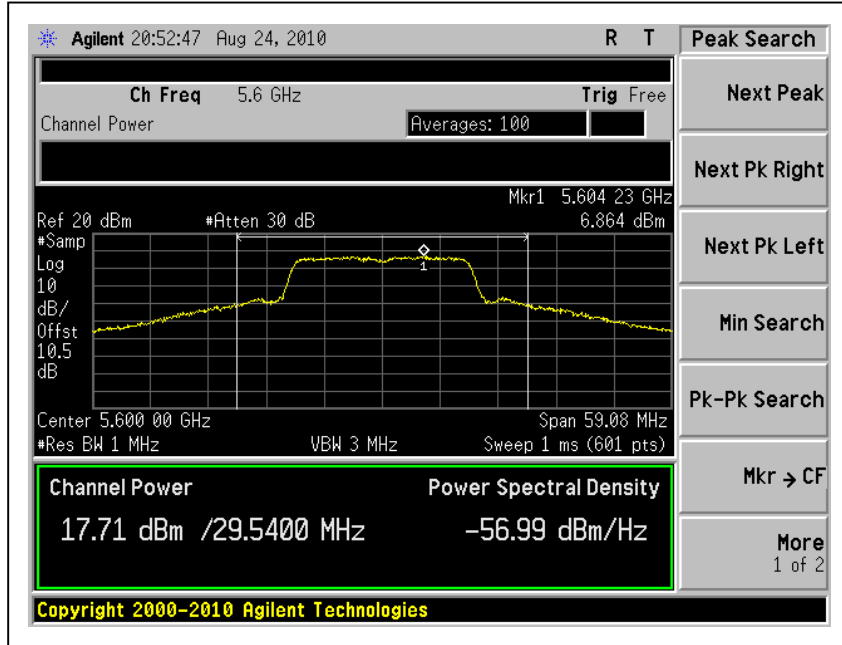 Agilent 20:52:47 Aug 24, 2010 R T
Peak Search
Ch Freq 5.6 GHz Trig Free
Channel Power Averages: 100
Mkr1 5.604 23 GHz
Ref 20 dBm #Atten 30 dB 6.864 dBm
#Samp
Log
10
dB/
Offst
10.5
dB
1
Center 5.600 00 GHz Span 59.08 MHz
#Res BW 1 MHz VBW 3 MHz Sweep 1 ms (601 pts)
Channel Power Power Spectral Density
17.71 dBm /29.5400 MHz -56.99 dBm/Hz
Next Peak
Next Pk Right
Next Pk Left
Min Search
Pk-Pk Search
Mkr → CF
More
1 of 2
Copyright 2000-2010 Agilent Technologies